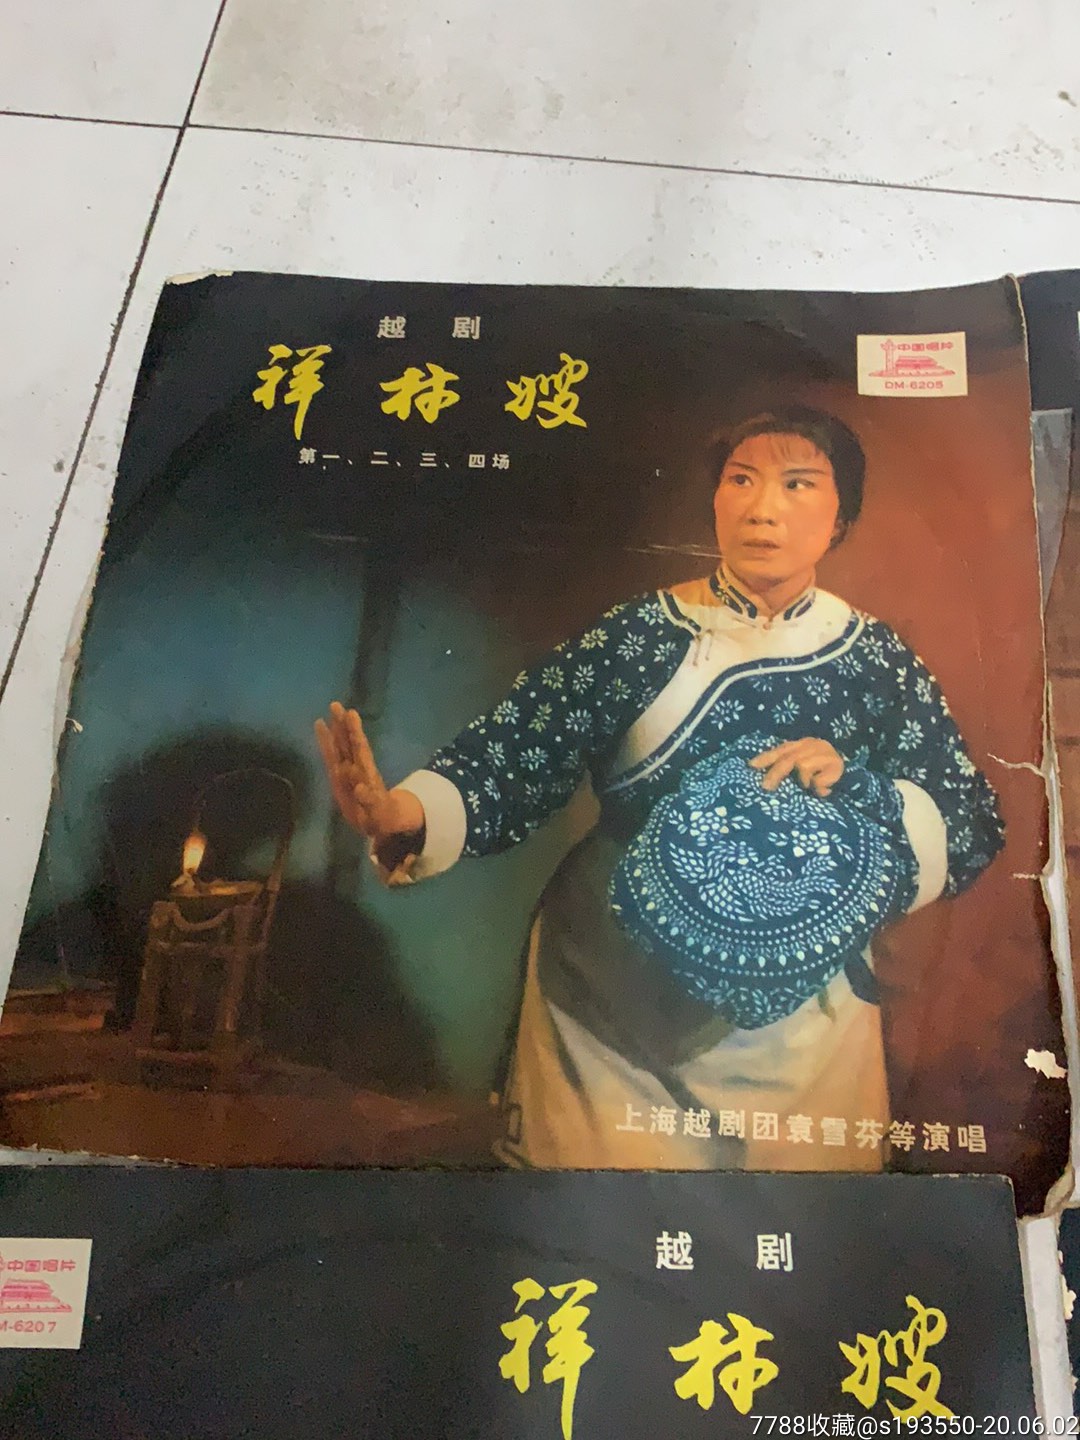 越剧
祥林嫂
第一、二、三、四场
中国唱片
DM-6205
上海越剧团袁雪芬等演唱
中国唱片
M-6207
越剧
祥林嫂
7788收藏@s193550-20.06.02